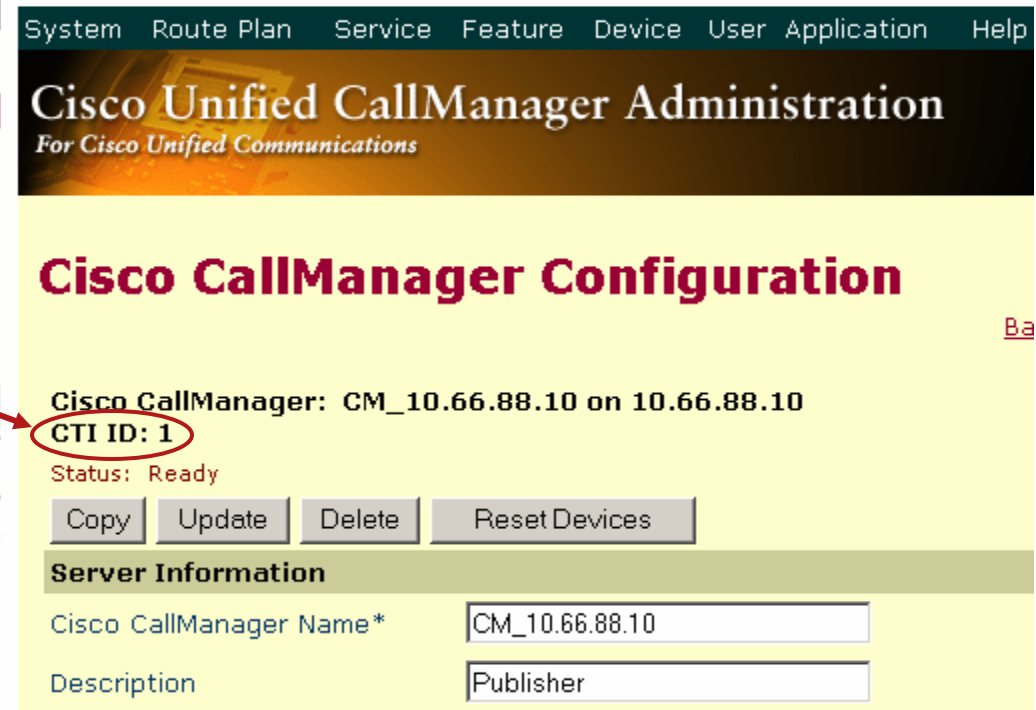 System Route Plan Service Feature Device User Application Help
Cisco Unified CallManager Administration
For Cisco Unified Communications
Cisco CallManager Configuration
Ba
Cisco CallManager: CM_10.66.88.10 on 10.66.88.10
CTI ID: 1
Status: Ready
Copy Update Delete Reset Devices
Server Information
Cisco CallManager Name* CM_10.66.88.10
Description Publisher